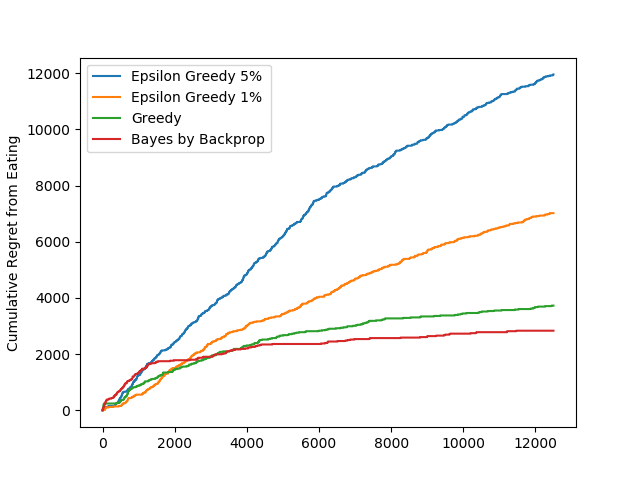 Epsilon Greedy 5%
Epsilon Greedy 1%
Greedy
Bayes by Backprop
Cumulative Regret from Eating
12000
10000
8000
6000
4000
2000
0
0 2000 4000 6000 8000 10000 12000